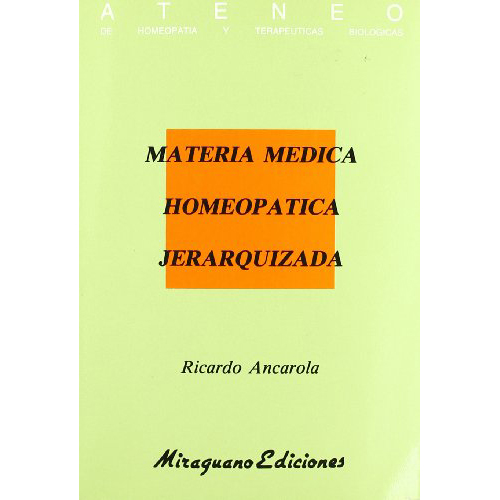 ATENEO
DE HOMEOPATIA Y TERAPEUTICAS BIOLOGICAS
MATERIA MEDICA
HOMEOPATICA
JERARQUIZADA
Ricardo Ancarola
Miraguano Ediciones